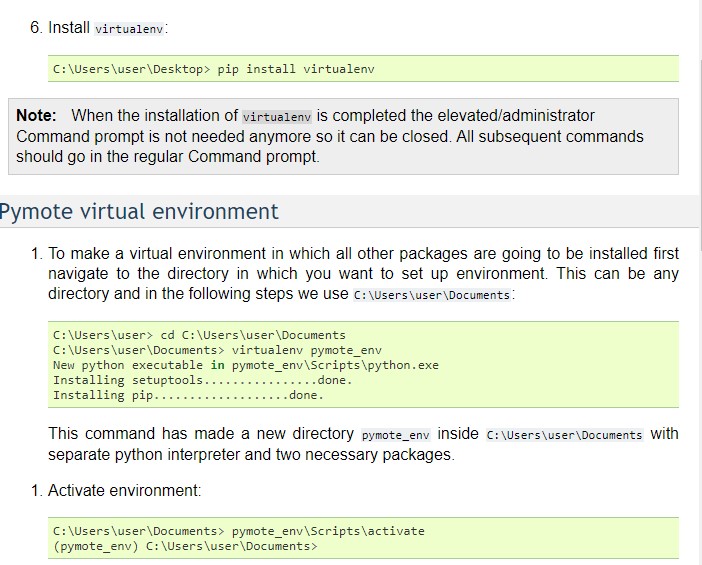 6. Install virtualenv:
C:\Users\user\Desktop> pip install virtualenv
Note: When the installation of virtualenv is completed the elevated/administrator
Command prompt is not needed anymore so it can be closed. All subsequent commands
should go in the regular Command prompt.
Pymote virtual environment
1. To make a virtual environment in which all other packages are going to be installed first
navigate to the directory in which you want to set up environment. This can be any
directory and in the following steps we use C:\Users\user\Documents:
C:\Users\user> cd C:\Users\user\Documents
C:\Users\user\Documents> virtualenv pymote_env
New python executable in pymote_env\Scripts\python.exe
Installing setuptools................done.
Installing pip...................done.
This command has made a new directory pymote_env inside C:\Users\user\Documents with
separate python interpreter and two necessary packages.
1. Activate environment:
C:\Users\user\Documents> pymote_env\Scripts\activate
(pymote_env) C:\Users\user\Documents>